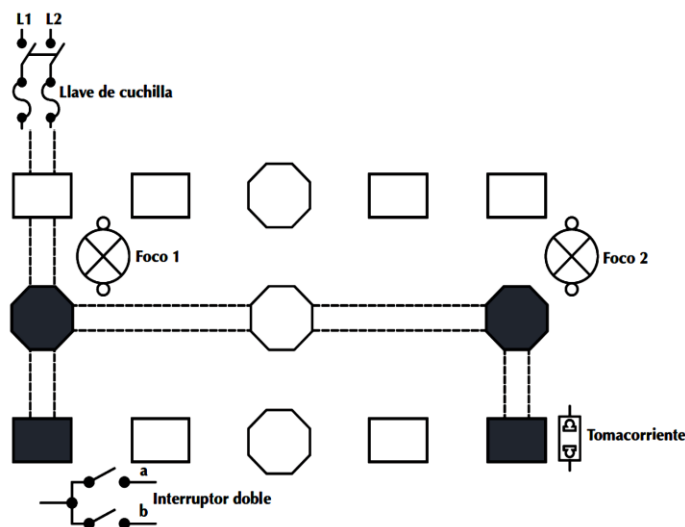 L1 L2
Llave de cuchilla
Foco 1
Foco 2
Tomacorriente
a
Interruptor doble
b